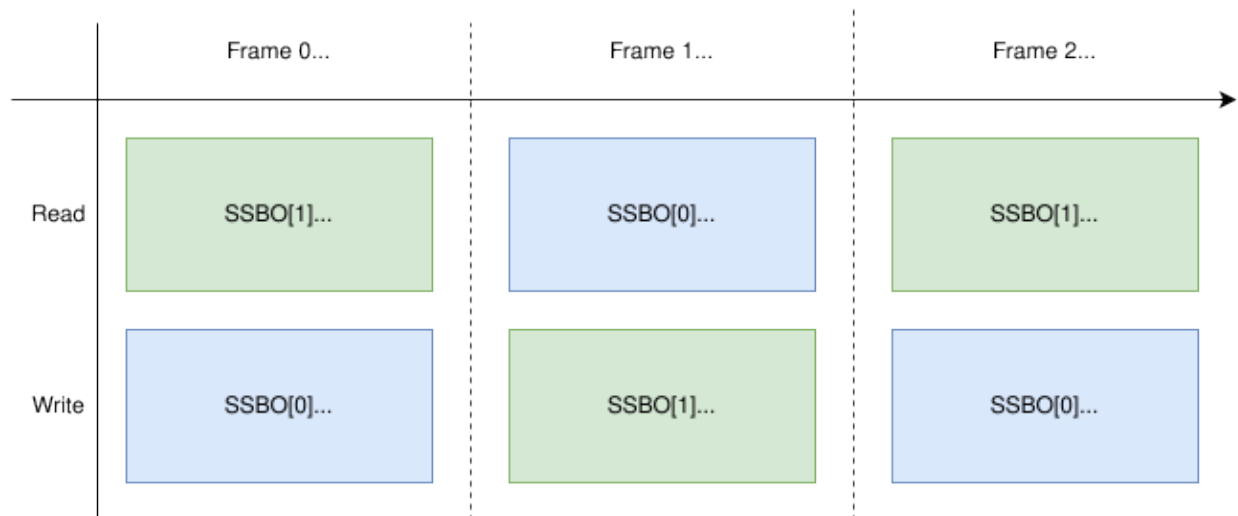 Frame 0...
Frame 1...
Frame 2...
Read
SSBO[1]...
SSBO[0]...
SSBO[1]...
Write
SSBO[0]...
SSBO[1]...
SSBO[0]...